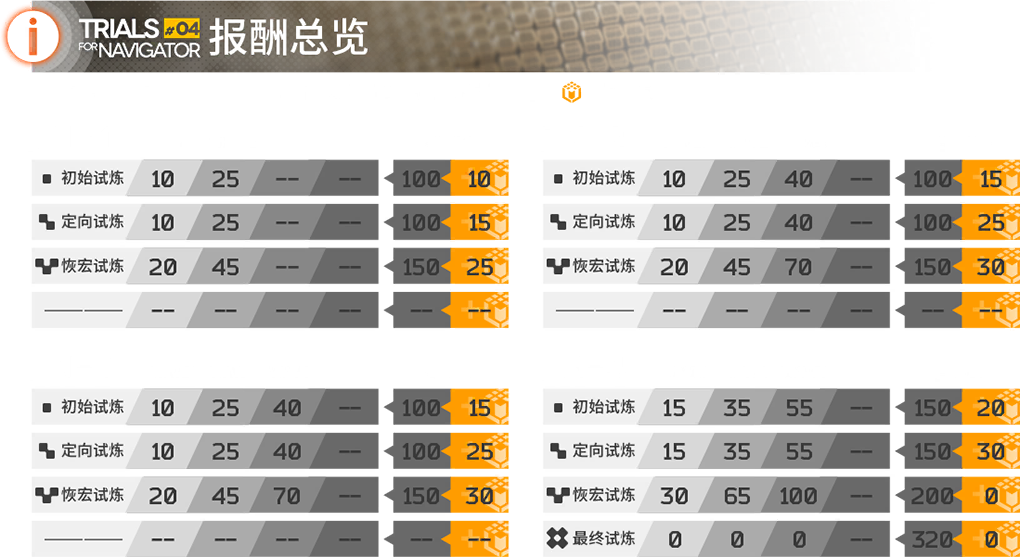 TRIALS #04
FOR NAVIGATOR
报酬总览
初始试炼 10 25 -- -- 100 10
定向试炼 10 25 -- -- 100 15
恢宏试炼 20 45 -- -- 150 25
—— -- -- -- -- -- --
初始试炼 10 25 40 -- 100 15
定向试炼 10 25 40 -- 100 25
恢宏试炼 20 45 70 -- 150 30
—— -- -- -- -- -- --
初始试炼 10 25 40 -- 100 15
定向试炼 10 25 40 -- 100 25
恢宏试炼 20 45 70 -- 150 30
—— -- -- -- -- -- --
初始试炼 15 35 55 -- 150 20
定向试炼 15 35 55 -- 150 30
恢宏试炼 30 65 100 -- 200 0
最终试炼 0 0 0 -- 320 0